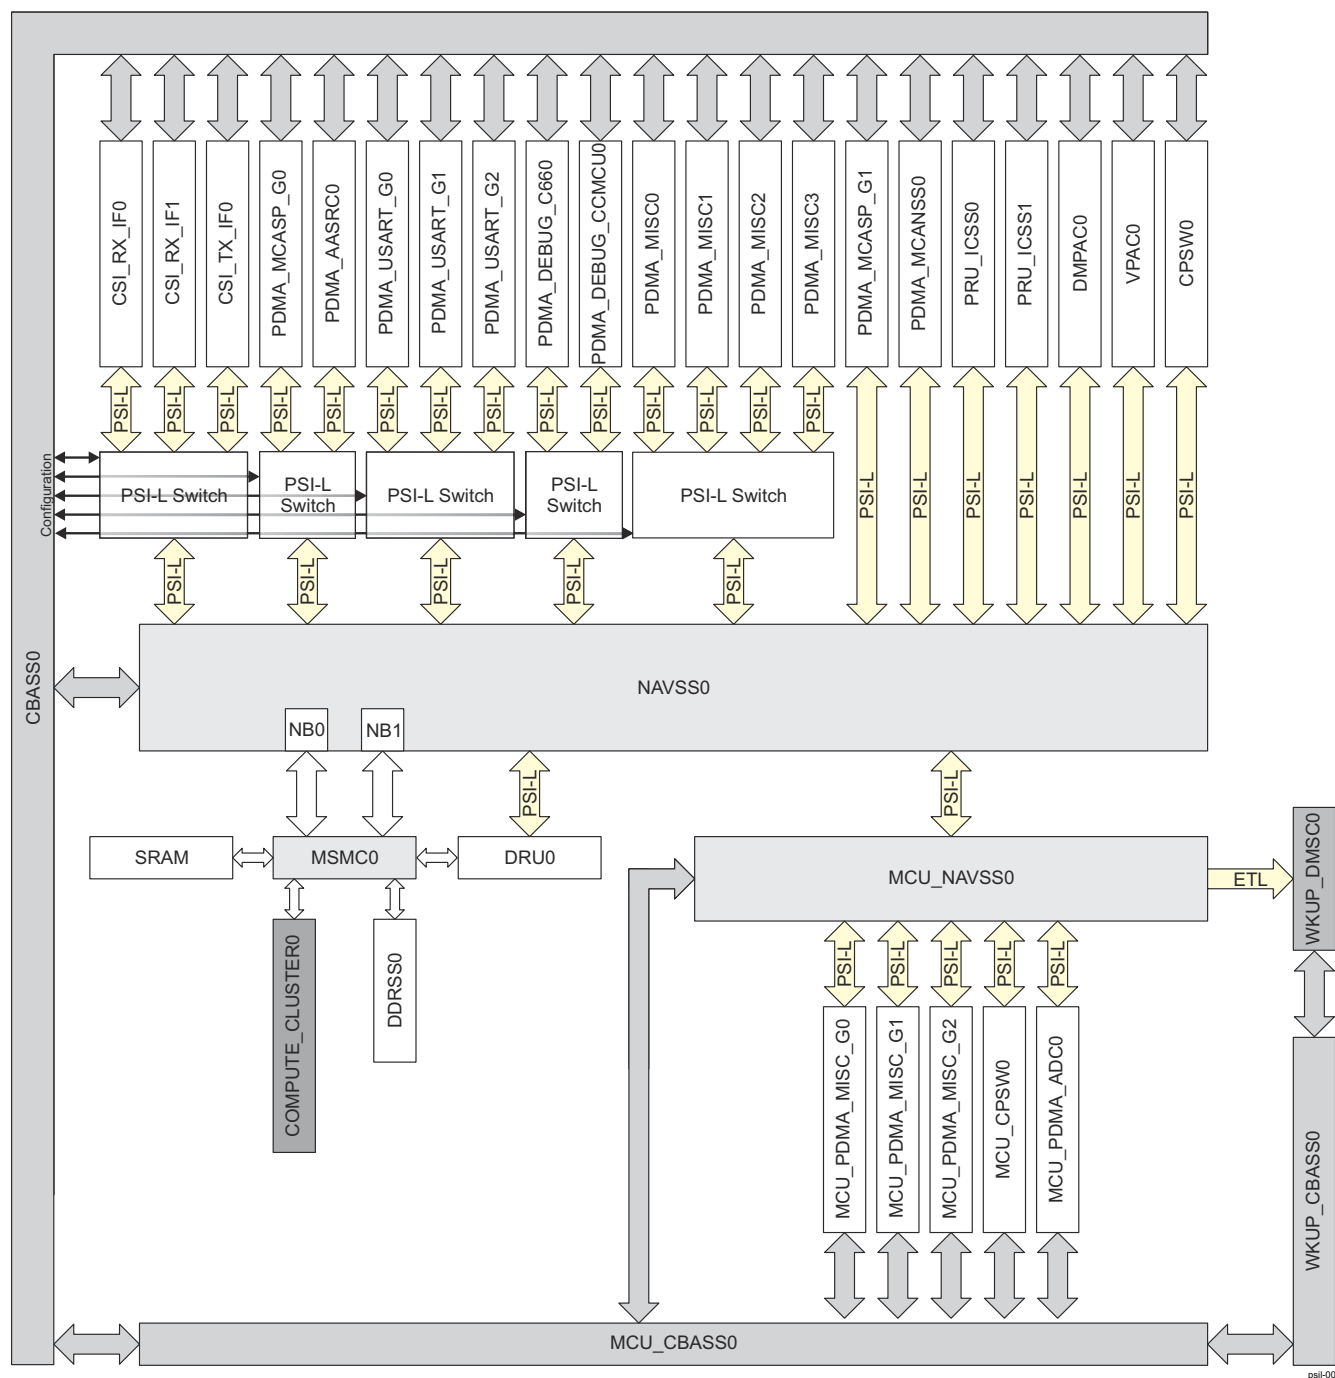 CSI_RX_IF0
CSI_RX_IF1
CSI_TX_IF0
PDMA_MCASP_G0
PDMA_AASRC0
PDMA_USART_G0
PDMA_USART_G1
PDMA_USART_G2
PDMA_DEBUG_C660
PDMA_DEBUG_CCMCU0
PDMA_MISC0
PDMA_MISC1
PDMA_MISC2
PDMA_MISC3
PDMA_MCASP_G1
PDMA_MCANSS0
PRU_ICSS0
PRU_ICSS1
DMPAC0
VPAC0
CPSW0
PSI-L
PSI-L
PSI-L
PSI-L
PSI-L
PSI-L
PSI-L
PSI-L
PSI-L
PSI-L
PSI-L
PSI-L
PSI-L
PSI-L
Configuration
PSI-L Switch
PSI-L
Switch
PSI-L Switch
PSI-L
Switch
PSI-L Switch
PSI-L
PSI-L
PSI-L
PSI-L
PSI-L
PSI-L
PSI-L
PSI-L
PSI-L
PSI-L
PSI-L
PSI-L
CBASS0
NAVSS0
NB0
NB1
PSI-L
PSI-L
SRAM
MSMC0
DRU0
MCU_NAVSS0
ETL
WKUP_DMSC0
COMPUTE_CLUSTER0
DDRSS0
PSI-L
PSI-L
PSI-L
PSI-L
PSI-L
MCU_PDMA_MISC_G0
MCU_PDMA_MISC_G1
MCU_PDMA_MISC_G2
MCU_CPSW0
MCU_PDMA_ADC0
WKUP_CBASS0
MCU_CBASS0
psil-00